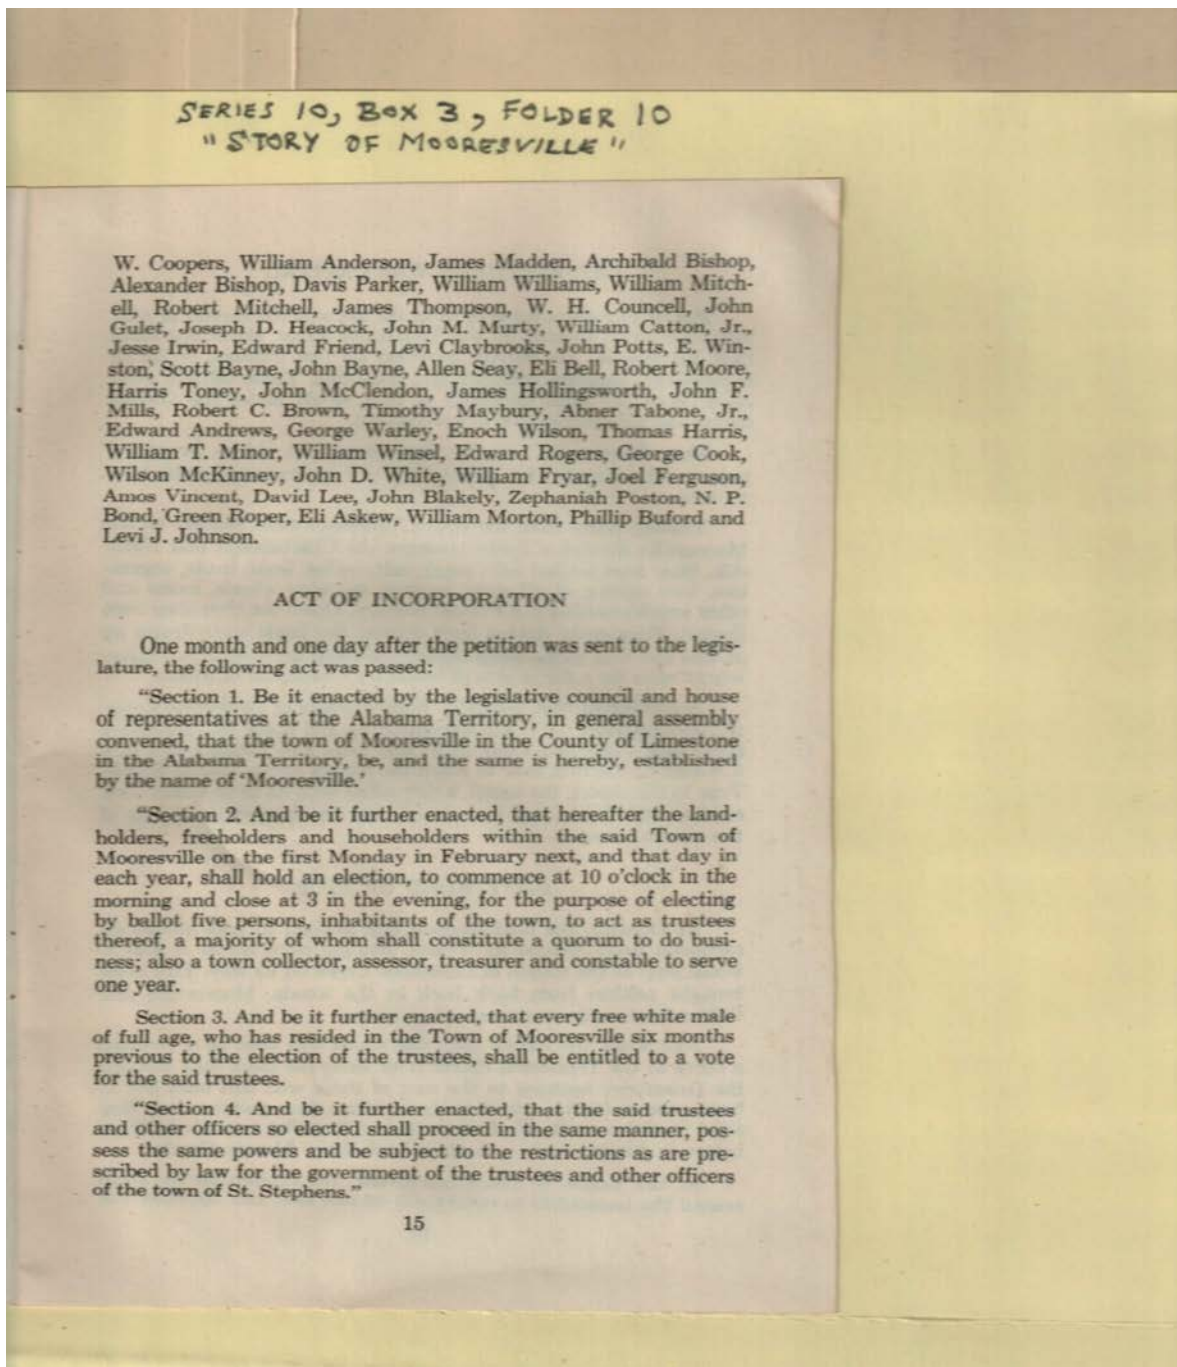 SERIES 10, BOX 3, FOLDER 10
"STORY OF MOORESVILLE"
W. Coopers, William Anderson, James Madden, Archibald Bishop,
Alexander Bishop, Davis Parker, William Williams, William Mitch-
ell, Robert Mitchell, James Thompson, W. H. Councell, John
Gulet, Joseph D. Heacock, John M. Murty, William Catton, Jr.,
Jesse Irwin, Edward Friend, Levi Claybrooks, John Potts, E. Win-
ston, Scott Bayne, John Bayne, Allen Seay, Eli Bell, Robert Moore,
Harris Toney, John McClendon, James Hollingsworth, John F.
Mills, Robert C. Brown, Timothy Maybury, Abner Tabone, Jr.,
Edward Andrews, George Warley, Enoch Wilson, Thomas Harris,
William T. Minor, William Winsel, Edward Rogers, George Cook,
Wilson McKinney, John D. White, William Fryar, Joel Ferguson,
Amos Vincent, David Lee, John Blakely, Zephaniah Poston, N. P.
Bond, Green Roper, Eli Askew, William Morton, Phillip Buford and
Levi J. Johnson.
ACT OF INCORPORATION
One month and one day after the petition was sent to the legis-
lature, the following act was passed:
"Section 1. Be it enacted by the legislative council and house
of representatives at the Alabama Territory, in general assembly
convened, that the town of Mooresville in the County of Limestone
in the Alabama Territory, be, and the same is hereby, established
by the name of 'Mooresville.'
"Section 2. And be it further enacted, that hereafter the land-
holders, freeholders and householders within the said Town of
Mooresville on the first Monday in February next, and that day in
each year, shall hold an election, to commence at 10 o'clock in the
morning and close at 3 in the evening, for the purpose of electing
by ballot five persons, inhabitants of the town, to act as trustees
thereof, a majority of whom shall constitute a quorum to do busi-
ness; also a town collector, assessor, treasurer and constable to serve
one year.
Section 3. And be it further enacted, that every free white male
of full age, who has resided in the Town of Mooresville six months
previous to the election of the trustees, shall be entitled to a vote
for the said trustees.
"Section 4. And be it further enacted, that the said trustees
and other officers so elected shall proceed in the same manner, pos-
sess the same powers and be subject to the restrictions as are pre-
scribed by law for the government of the trustees and other officers
of the town of St. Stephens."
15